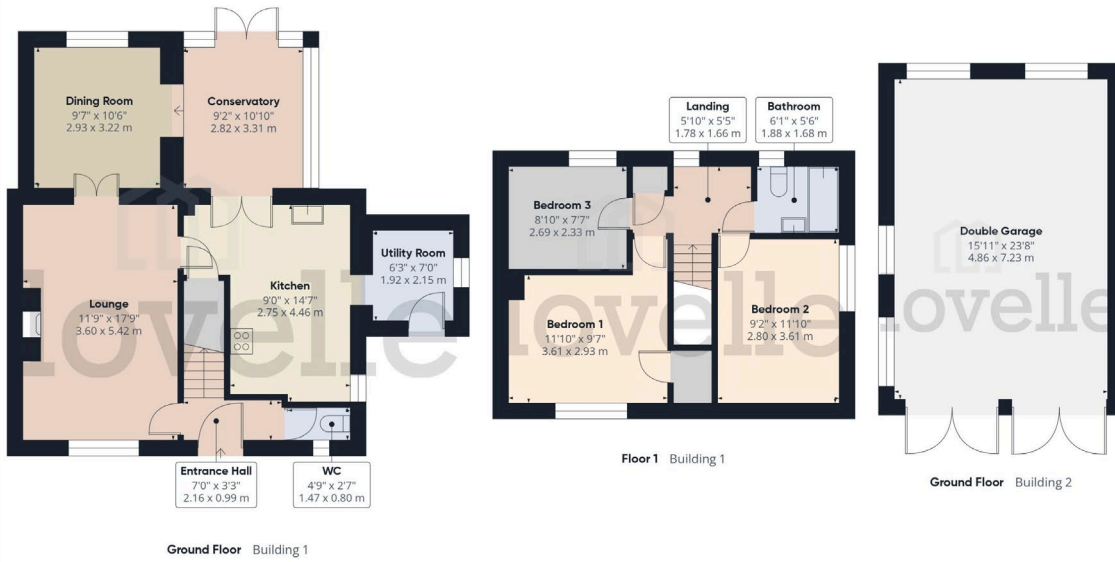 Dining Room
9'7" x 10'6"
2.93 x 3.22 m
Conservatory
9'2" x 10'10"
2.82 x 3.31 m
Lounge
11'9" x 17'9"
3.60 x 5.42 m
Kitchen
9'0" x 14'7"
2.75 x 4.46 m
Utility Room
6'3" x 7'0"
1.92 x 2.15 m
lovelle
Entrance Hall
7'0" x 3'3"
2.16 x 0.99 m
WC
4'9" x 2'7"
1.47 x 0.80 m
Ground Floor Building 1
Landing
5'10" x 5'5"
1.78 x 1.66 m
Bathroom
6'1" x 5'6"
1.88 x 1.68 m
Bedroom 3
8'10" x 7'7"
2.69 x 2.33 m
Bedroom 1
11'10" x 9'7"
3.61 x 2.93 m
Bedroom 2
9'2" x 11'10"
2.80 x 3.61 m
lovelle
Floor 1 Building 1
Double Garage
15'11" x 23'8"
4.86 x 7.23 m
lovelle
Ground Floor Building 2